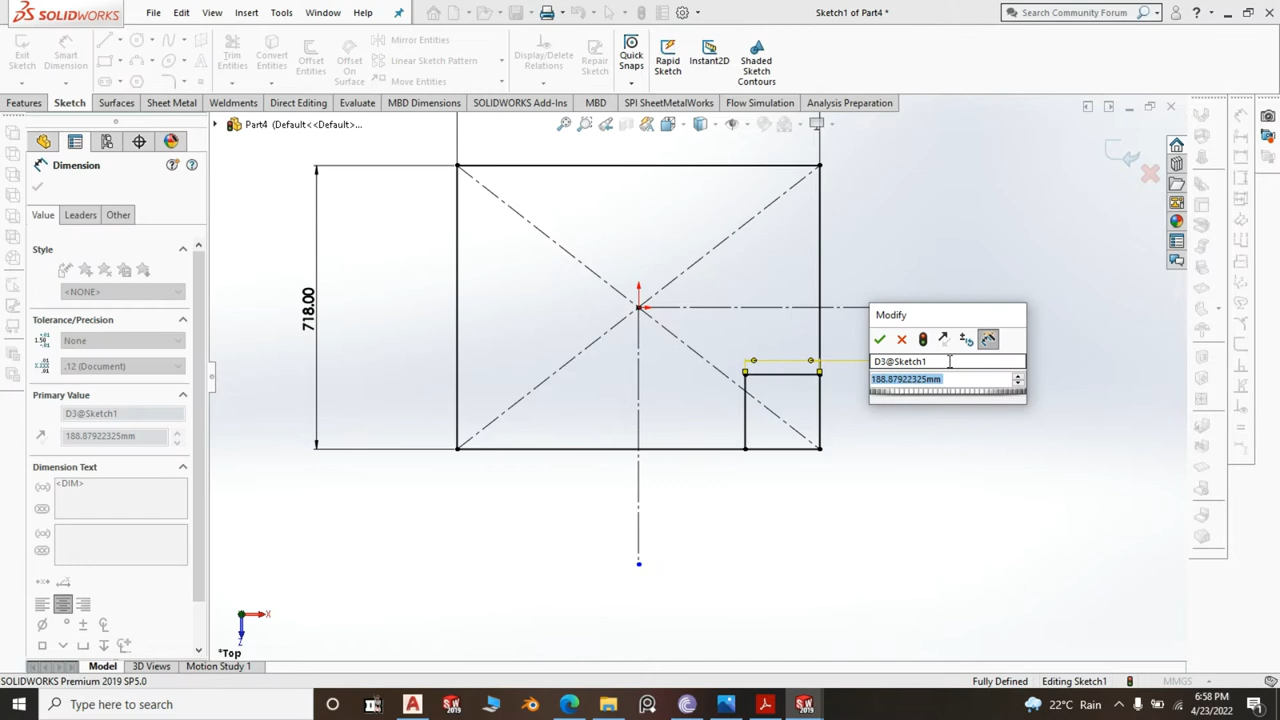 SOLIDWORKS
File
Edit
View
Insert
Tools
Window
Help
Sketch1 of Part4 *
Search Community Forum
Exit
Sketch
Smart
Dimension
Trim
Entities
Convert
Entities
Offset
Entities
Offset
On
Surface
Mirror Entities
Linear Sketch Pattern
Move Entities
Display/Delete
Relations
Repair
Sketch
Quick
Snaps
Rapid
Sketch
Instant2D
Shaded
Sketch
Contours
Features
Sketch
Surfaces
Sheet Metal
Weldments
Direct Editing
Evaluate
MBD Dimensions
SOLIDWORKS Add-Ins
MBD
SPI SheetMetalWorks
Flow Simulation
Analysis Preparation
Part4 (Default<<Default>...
Dimension
Value
Leaders
Other
Style
<NONE>
Tolerance/Precision
None
.12 (Document)
Primary Value
D3@Sketch1
188.87922325mm
Dimension Text
<DIM>
718.00
Modify
D3@Sketch1
188.87922325mm
X
Z
*Top
Model
3D Views
Motion Study 1
SOLIDWORKS Premium 2019 SP5.0
Fully Defined
Editing Sketch1
MMGS
Type here to search
22°C Rain
6:58 PM
4/23/2022